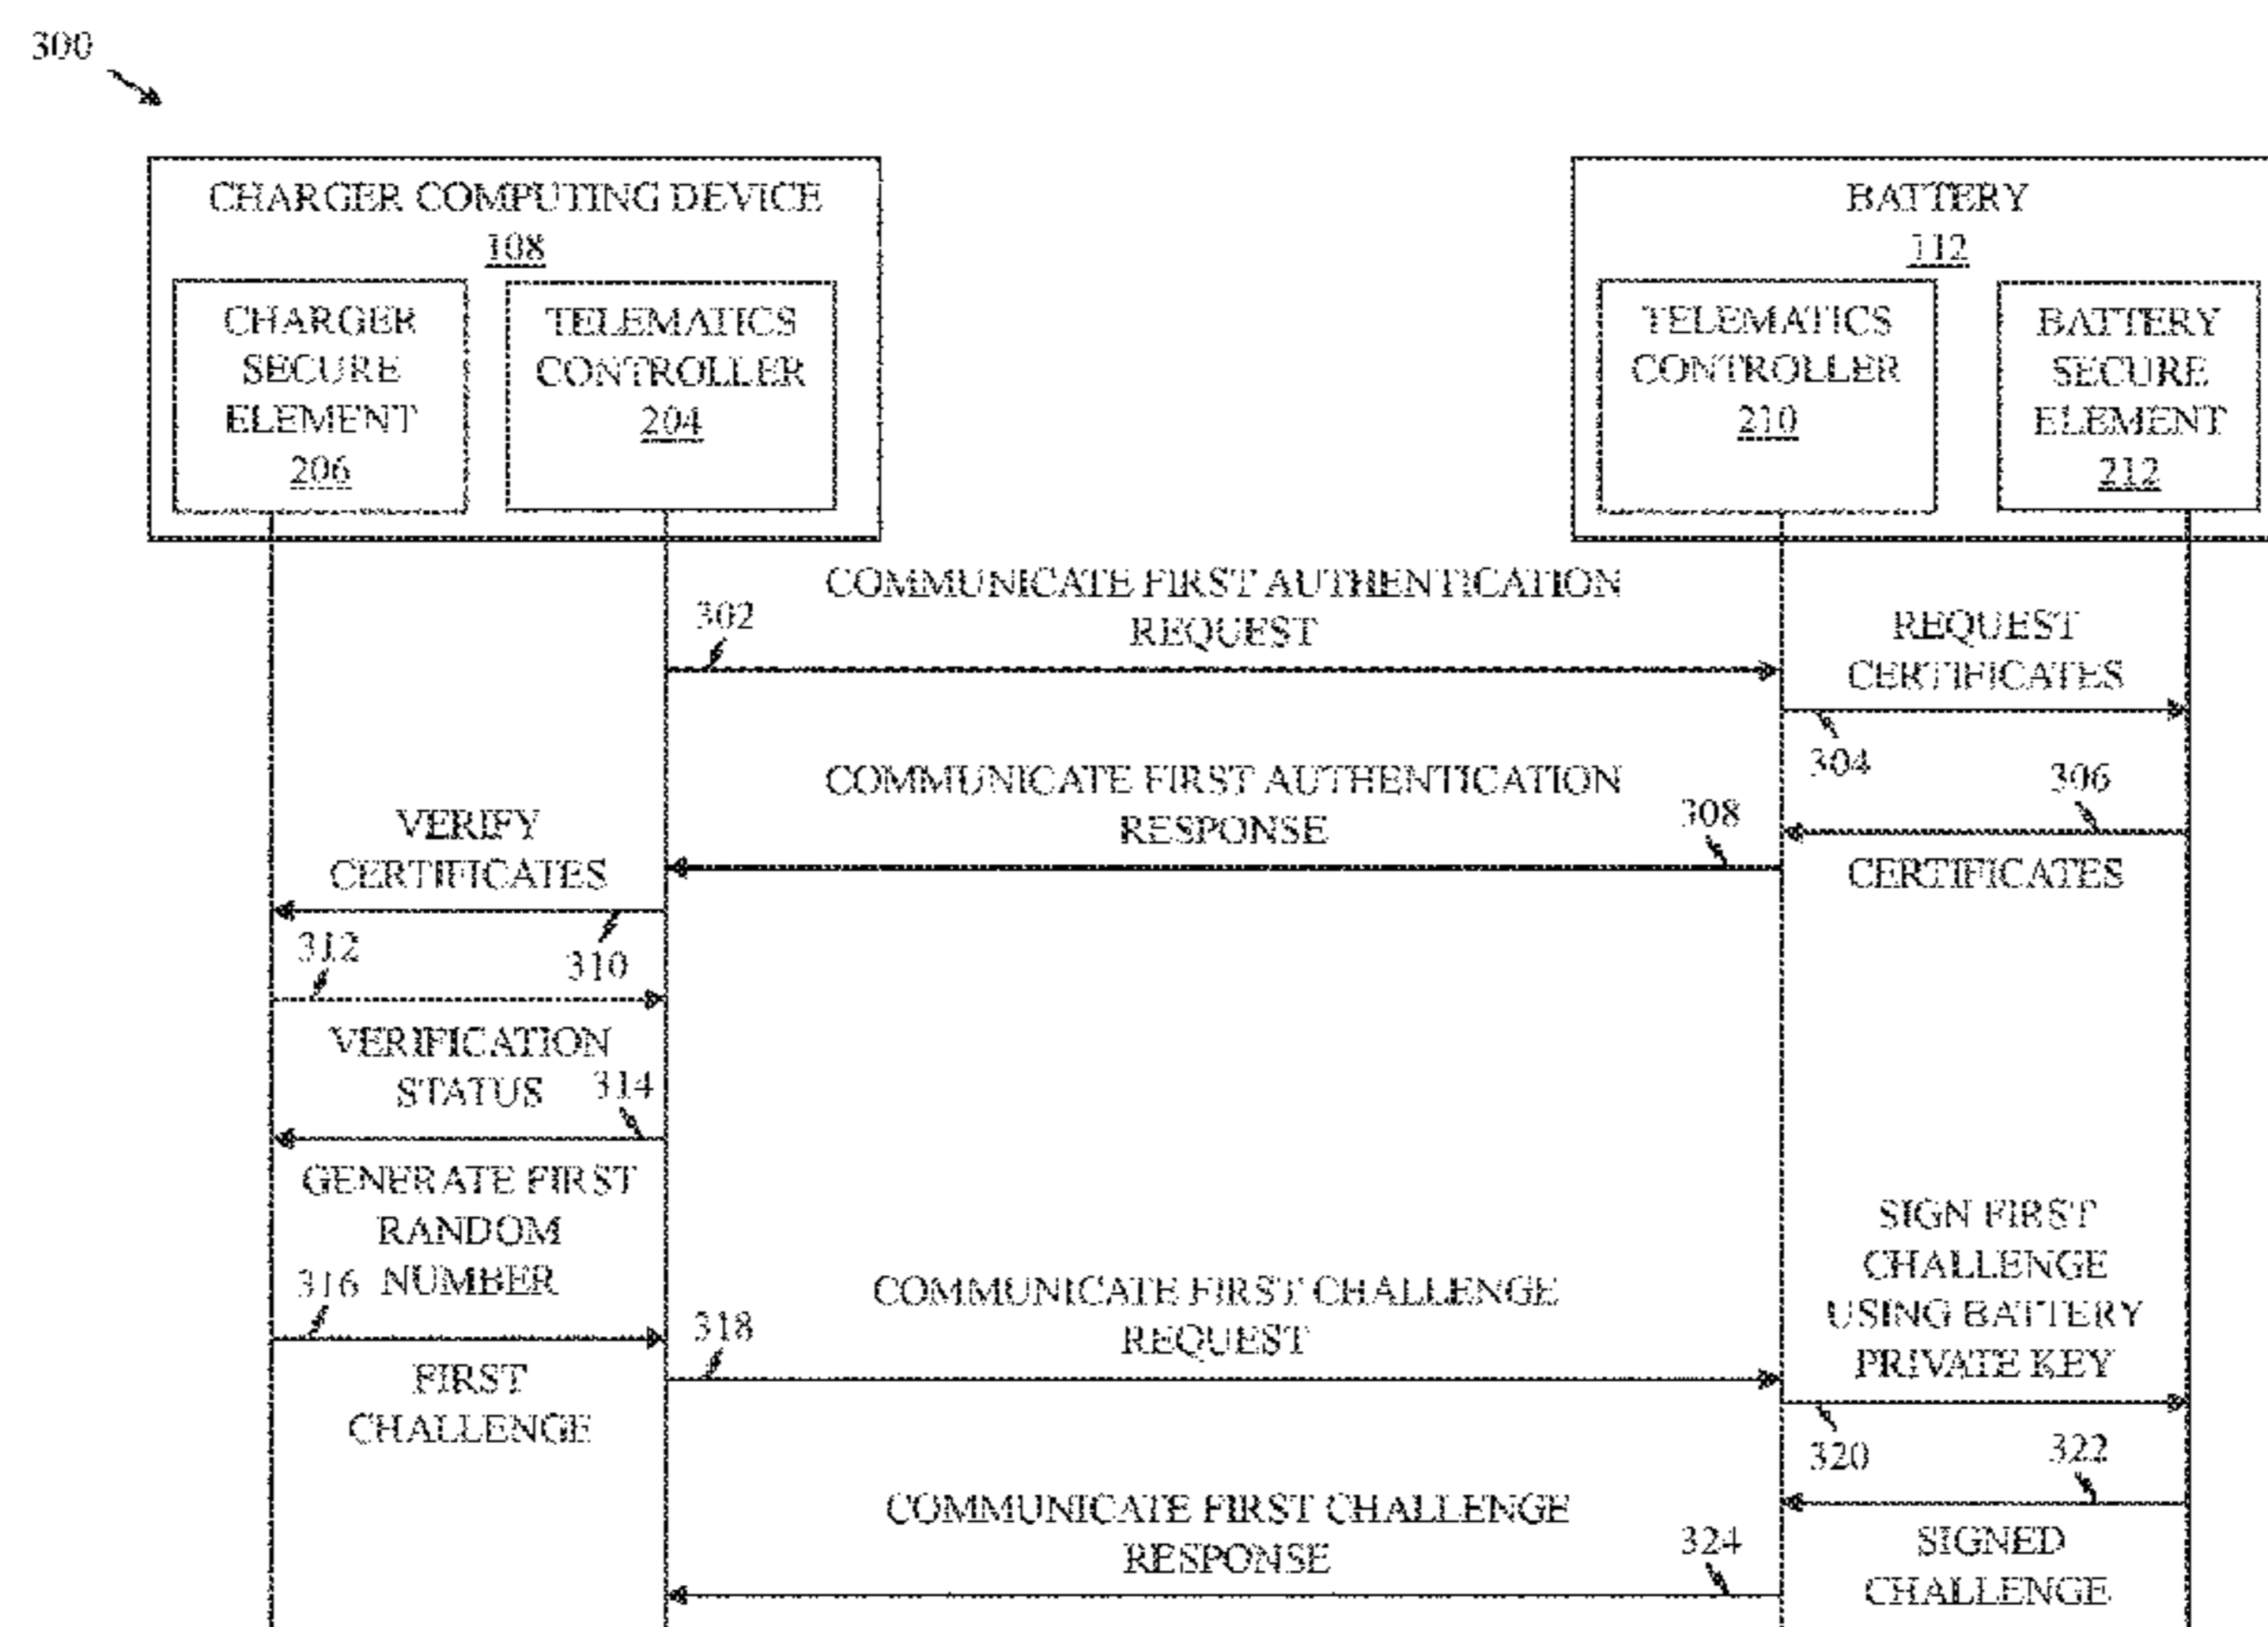 300
CHARGER COMPUTING DEVICE
108
CHARGER
SECURE
ELEMENT
206
TELEMATICS
CONTROLLER
204
BATTERY
112
TELEMATICS
CONTROLLER
210
BATTERY
SECURE
ELEMENT
212
302
COMMUNICATE FIRST AUTHENTICATION
REQUEST
REQUEST
CERTIFICATES
304
306
CERTIFICATES
COMMUNICATE FIRST AUTHENTICATION
RESPONSE
308
VERIFY
CERTIFICATES
310
312
VERIFICATION
STATUS
314
GENERATE FIRST
RANDOM
NUMBER
316
FIRST
CHALLENGE
318
COMMUNICATE FIRST CHALLENGE
REQUEST
SIGN FIRST
CHALLENGE
USING BATTERY
PRIVATE KEY
320
322
SIGNED
CHALLENGE
COMMUNICATE FIRST CHALLENGE
RESPONSE
324